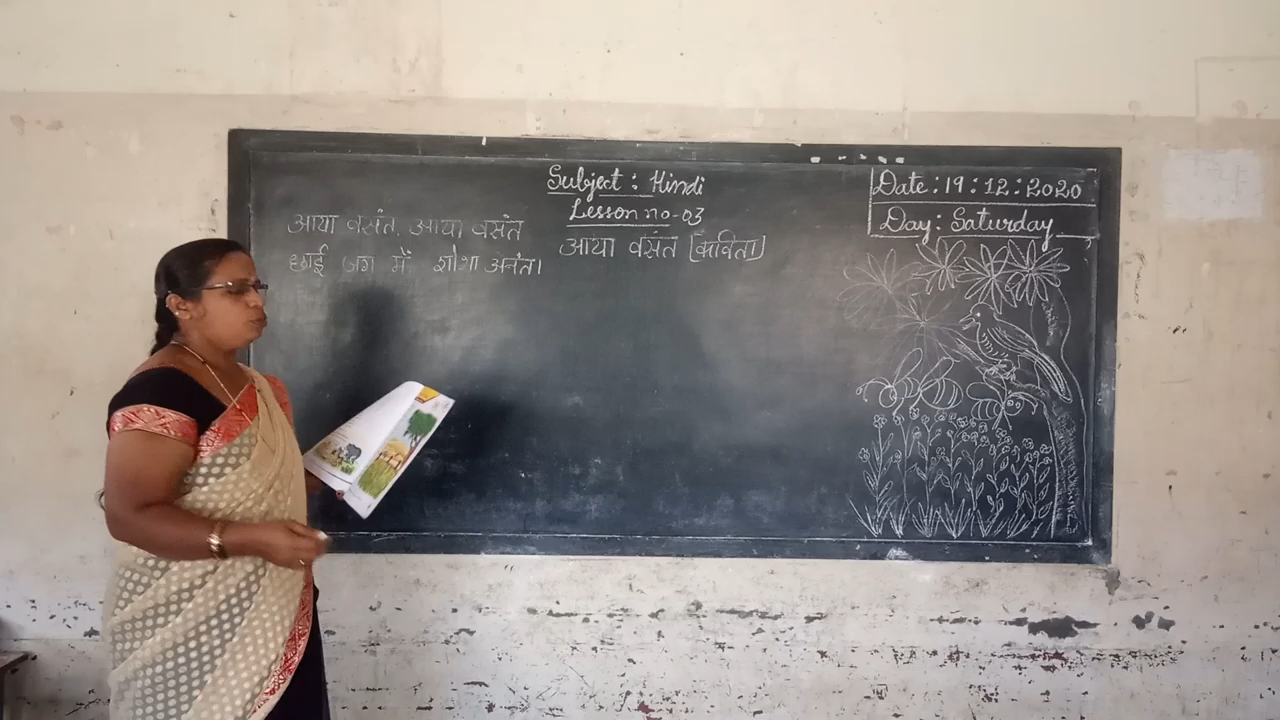 Subject : Hindi
Lesson no-03
आया वसंत (कविता)
Date : 19 : 12 : 2020
Day : Saturday
आया वसंत, आया वसंत
छाई जग में शोभा अनंत।